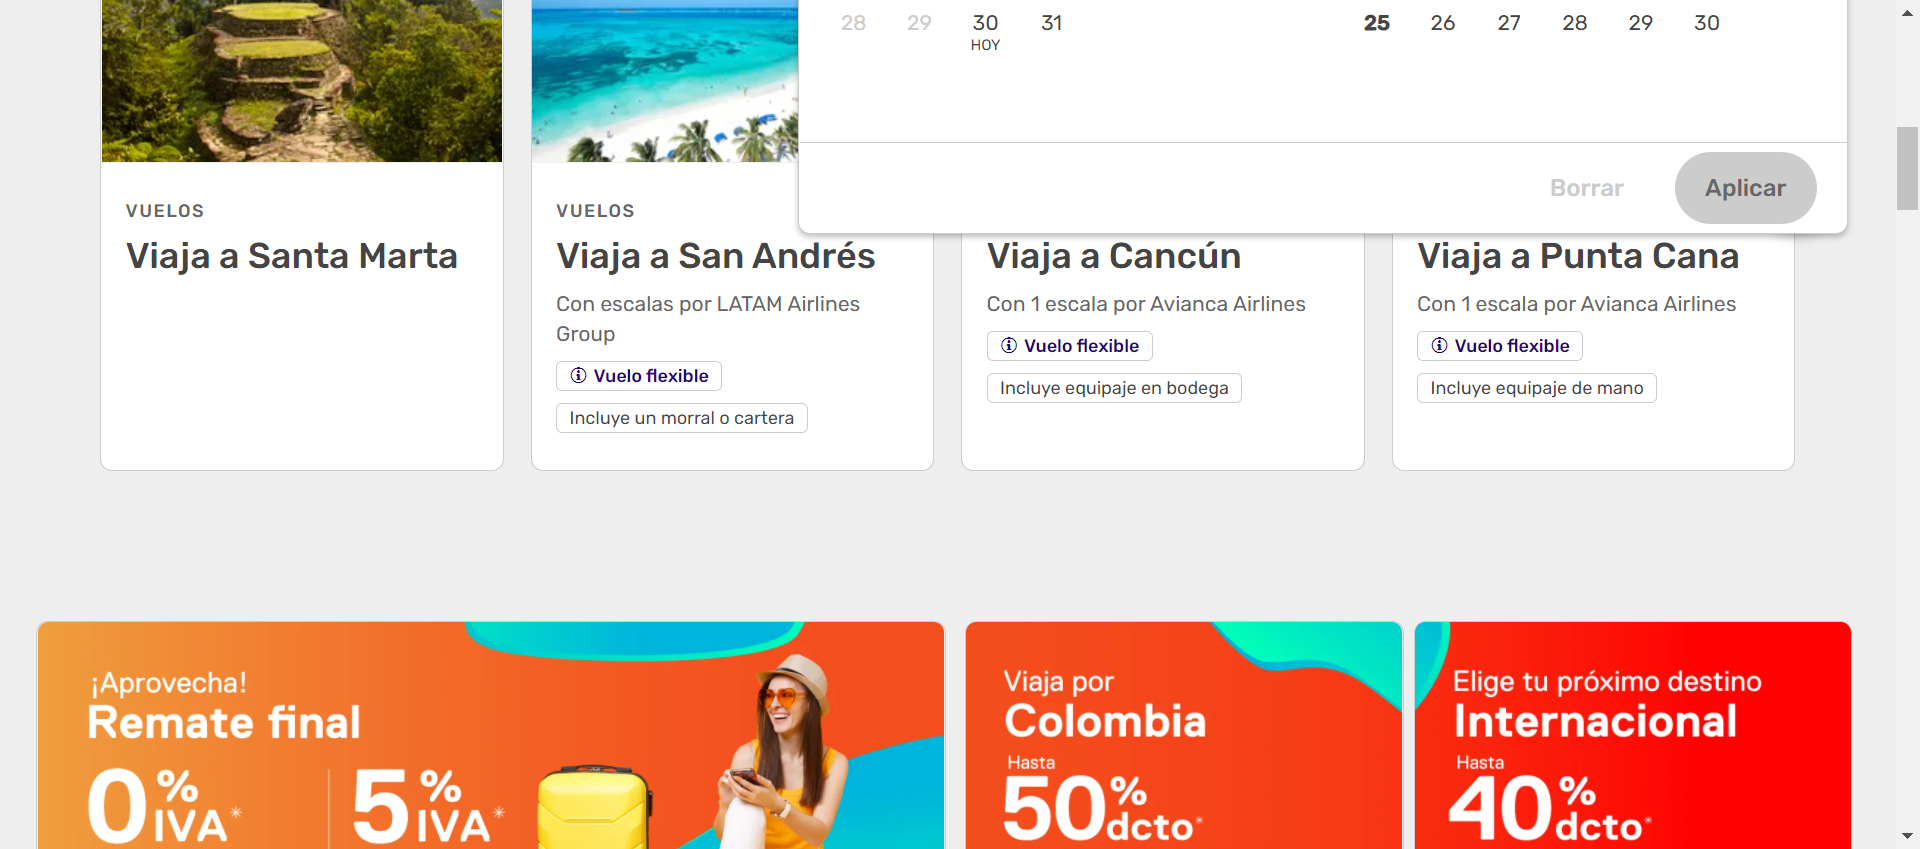 28 29 30 31
HOY
25 26 27 28 29 30
Borrar
Aplicar
VUELOS
Viaja a Santa Marta
VUELOS
Viaja a San Andrés
Con escalas por LATAM Airlines
Group
Vuelo flexible
Incluye un morral o cartera
Viaja a Cancún
Con 1 escala por Avianca Airlines
Vuelo flexible
Incluye equipaje en bodega
Viaja a Punta Cana
Con 1 escala por Avianca Airlines
Vuelo flexible
Incluye equipaje de mano
¡Aprovecha!
Remate final
0% IVA*
5% IVA*
Viaja por
Colombia
Hasta
50% dcto*
Elige tu próximo destino
Internacional
Hasta
40% dcto*